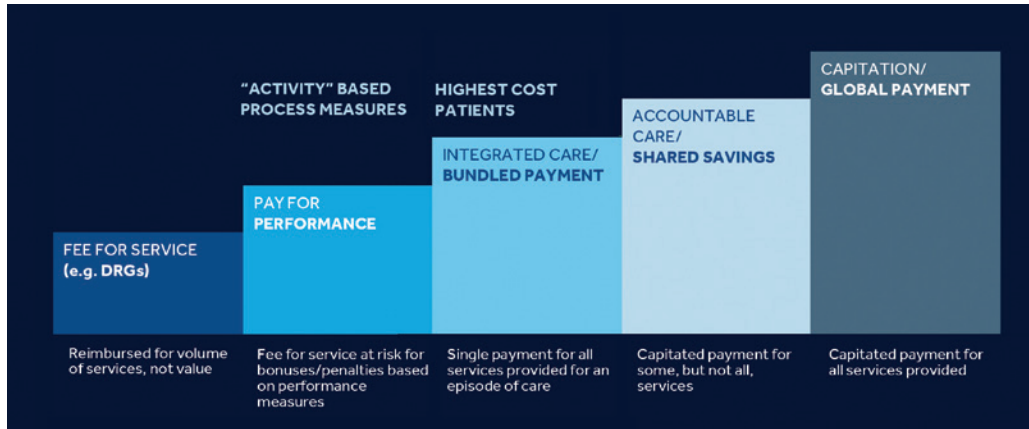 “ACTIVITY” BASED
PROCESS MEASURES
HIGHEST COST
PATIENTS
FEE FOR SERVICE
(e.g. DRGs)
PAY FOR
PERFORMANCE
INTEGRATED CARE/
BUNDLED PAYMENT
ACCOUNTABLE
CARE/
SHARED SAVINGS
CAPITATION/
GLOBAL PAYMENT
Reimbursed for volume
of services, not value
Fee for service at risk for
bonuses/penalties based
on performance
measures
Single payment for all
services provided for an
episode of care
Capitated payment for
some, but not all,
services
Capitated payment for
all services provided